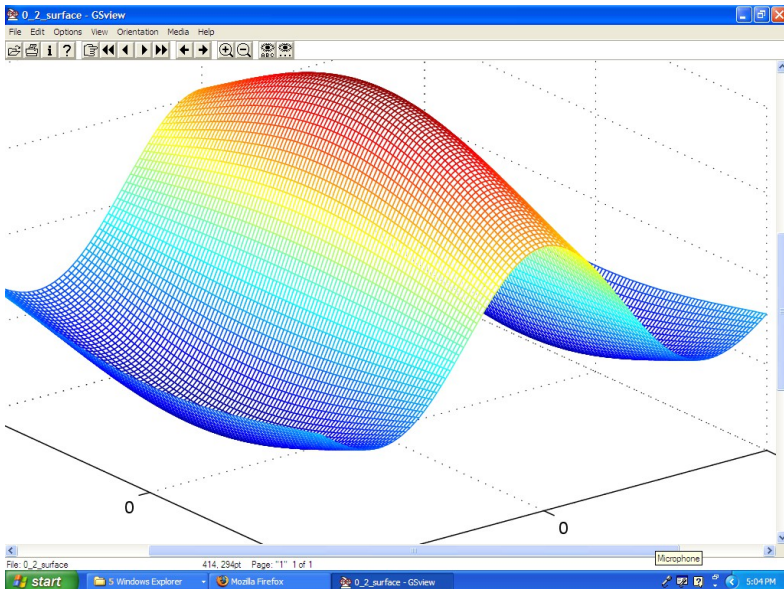 0_2_surface - GSview
File Edit Options View Orientation Media Help
0
0
Microphone
File: 0_2_surface 414, 294pt Page: "1" 1 of 1
start 5 Windows Explorer Mozilla Firefox 0_2_surface - GSview 5:04 PM